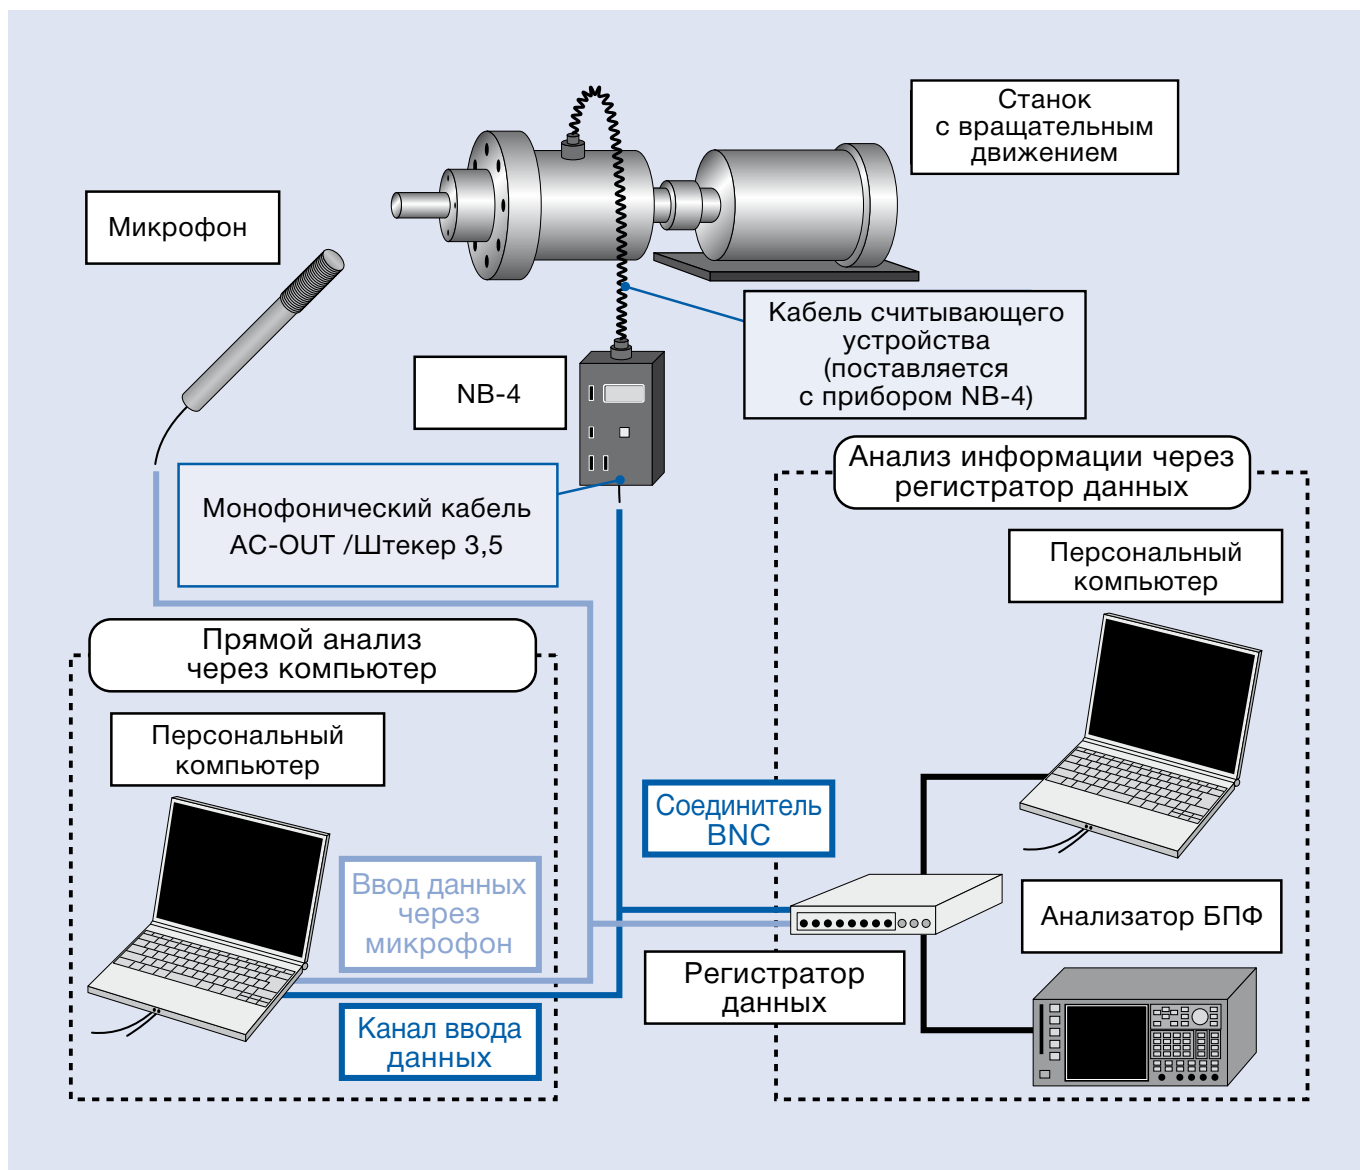 Станок
с вращательным
движением
Микрофон
Кабель считывающего
устройства
(поставляется
с прибором NB-4)
NB-4
Анализ информации через
регистратор данных
Монофонический кабель
AC-OUT /Штекер 3,5
Персональный
компьютер
Прямой анализ
через компьютер
Персональный
компьютер
Соединитель
BNC
Ввод данных
через
микрофон
Анализатор БПФ
Регистратор
данных
Канал ввода
данных